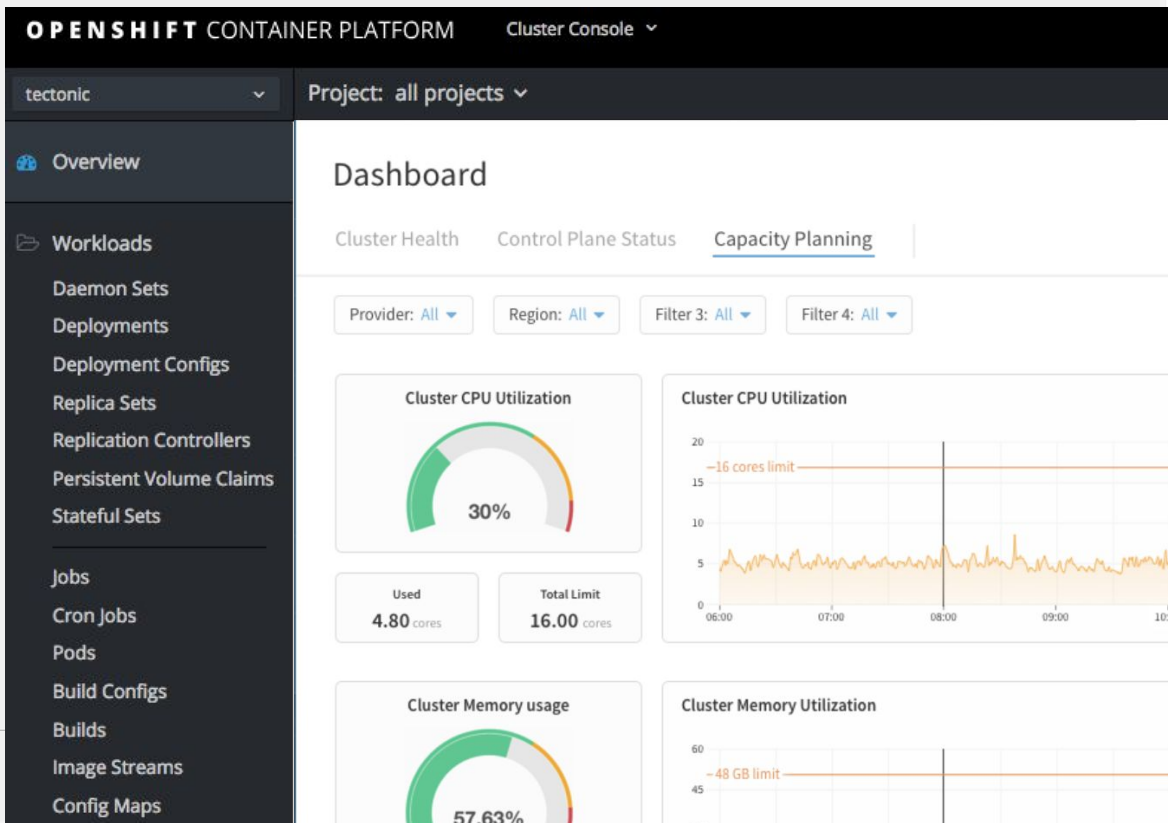 OPENSHIFT CONTAINER PLATFORM Cluster Console
tectonic
Project: all projects
Overview
Workloads
Daemon Sets
Deployments
Deployment Configs
Replica Sets
Replication Controllers
Persistent Volume Claims
Stateful Sets
Jobs
Cron Jobs
Pods
Build Configs
Builds
Image Streams
Config Maps
Dashboard
Cluster Health Control Plane Status Capacity Planning
Provider: All Region: All Filter 3: All Filter 4: All
Cluster CPU Utilization
30%
Used
4.80 cores
Total Limit
16.00 cores
Cluster CPU Utilization
20
16 cores limit
15
10
5
0
06:00 07:00 08:00 09:00
Cluster Memory usage
57.63%
Cluster Memory Utilization
60
48 GB limit
45